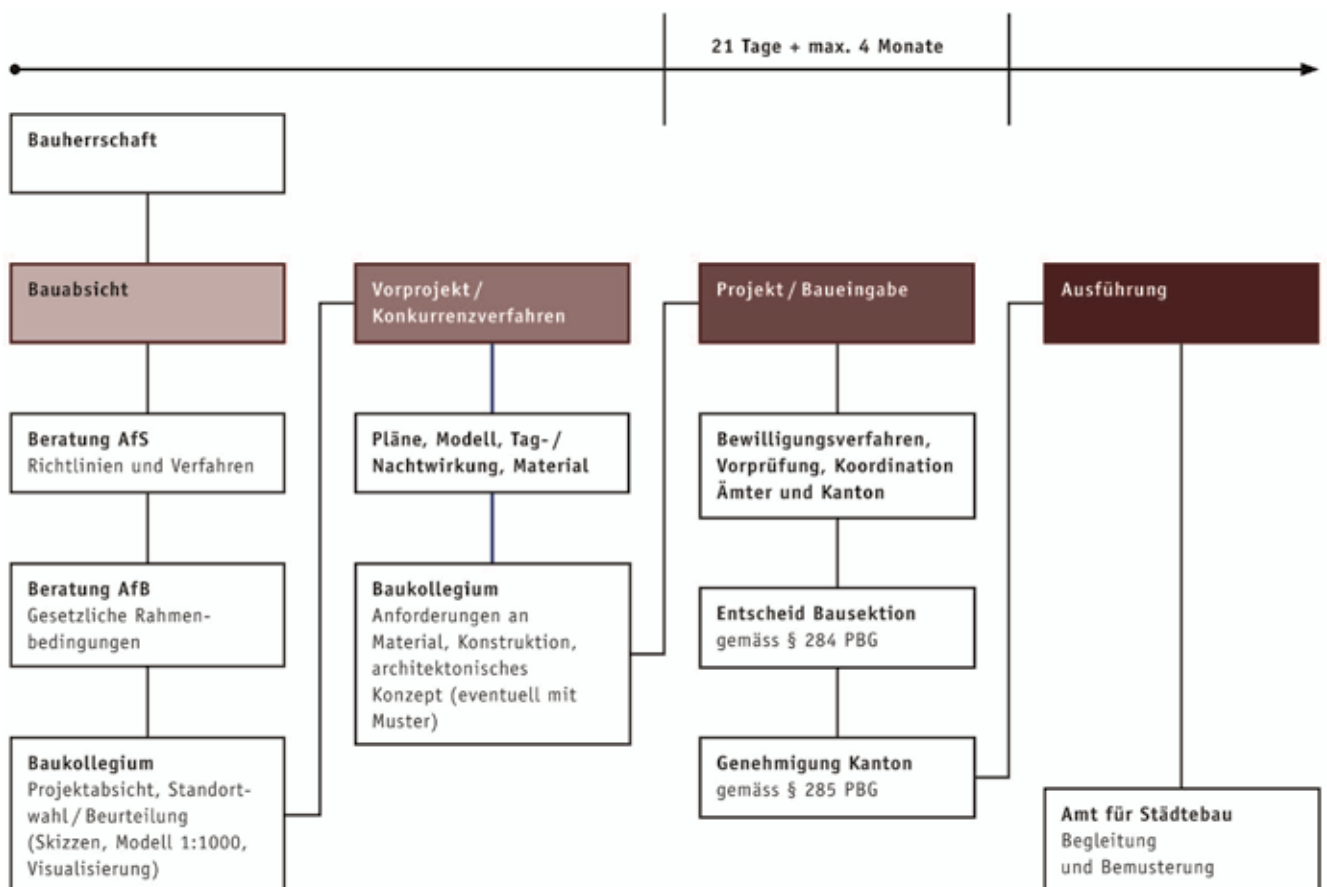 21 Tage + max. 4 Monate
Bauherrschaft
Bauabsicht
Beratung AfS
Richtlinien und Verfahren
Beratung AfB
Gesetzliche Rahmen-
bedingungen
Baukollegium
Projektabsicht, Standort-
wahl / Beurteilung
(Skizzen, Modell 1:1000,
Visualisierung)
Vorprojekt /
Konkurrenzverfahren
Pläne, Modell, Tag- /
Nachtwirkung, Material
Baukollegium
Anforderungen an
Material, Konstruktion,
architektonisches
Konzept (eventuell mit
Muster)
Projekt / Baueingabe
Bewilligungsverfahren,
Vorprüfung, Koordination
Ämter und Kanton
Entscheid Bausektion
gemäss § 284 PBG
Genehmigung Kanton
gemäss § 285 PBG
Ausführung
Amt für Städtebau
Begleitung
und Bemusterung